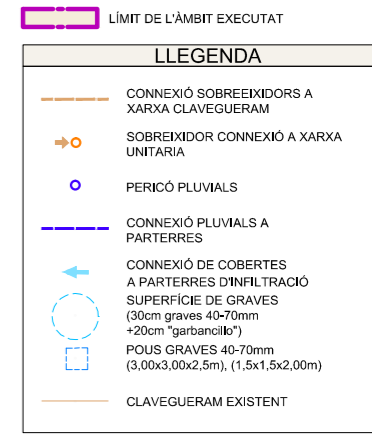 LÍMIT DE L'ÀMBIT EXECUTAT
LLEGENDA
CONNEXIÓ SOBREEIXIDORS A
XARXA CLAVEGUERAM
SOBREIXIDOR CONNEXIÓ A XARXA
UNITARIA
PERICÓ PLUVIALS
CONNEXIÓ PLUVIALS A
PARTERRES
CONNEXIÓ DE COBERTES
A PARTERRES D'INFILTRACIÓ
SUPERFÍCIE DE GRAVES
(30cm graves 40-70mm
+20cm "garbancillo")
POUS GRAVES 40-70mm
(3,00x3,00x2,5m), (1,5x1,5x2,00m)
CLAVEGUERAM EXISTENT